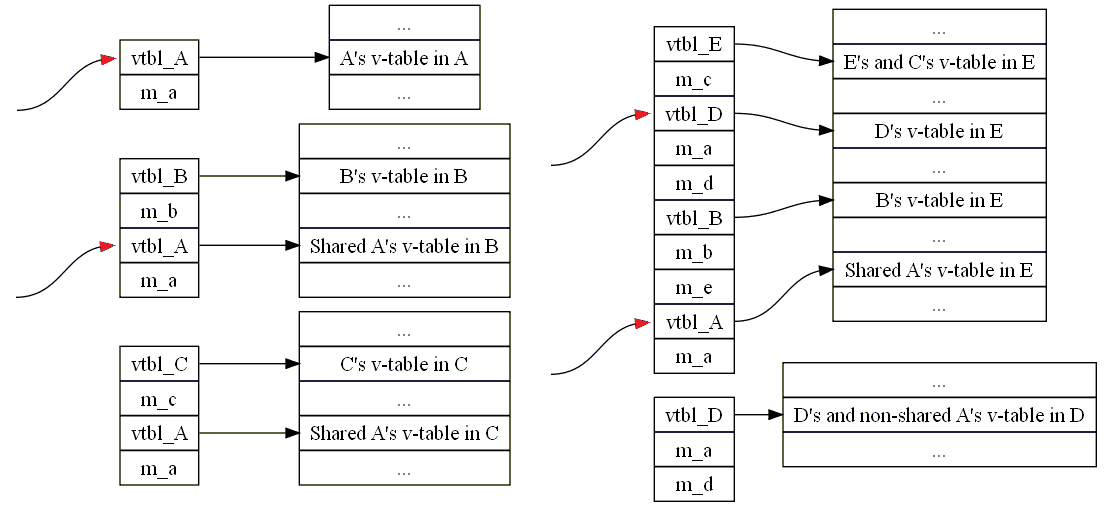 ...
vtbl_A
A's v-table in A
m_a
...
...
vtbl_B
B's v-table in B
m_b
...
vtbl_A
Shared A's v-table in B
m_a
...
...
vtbl_C
C's v-table in C
m_c
...
vtbl_A
Shared A's v-table in C
m_a
...
...
vtbl_E
E's and C's v-table in E
m_c
...
vtbl_D
D's v-table in E
m_a
...
m_d
B's v-table in E
vtbl_B
...
m_b
Shared A's v-table in E
m_e
...
vtbl_A
m_a
...
vtbl_D
D's and non-shared A's v-table in D
m_a
...
m_d